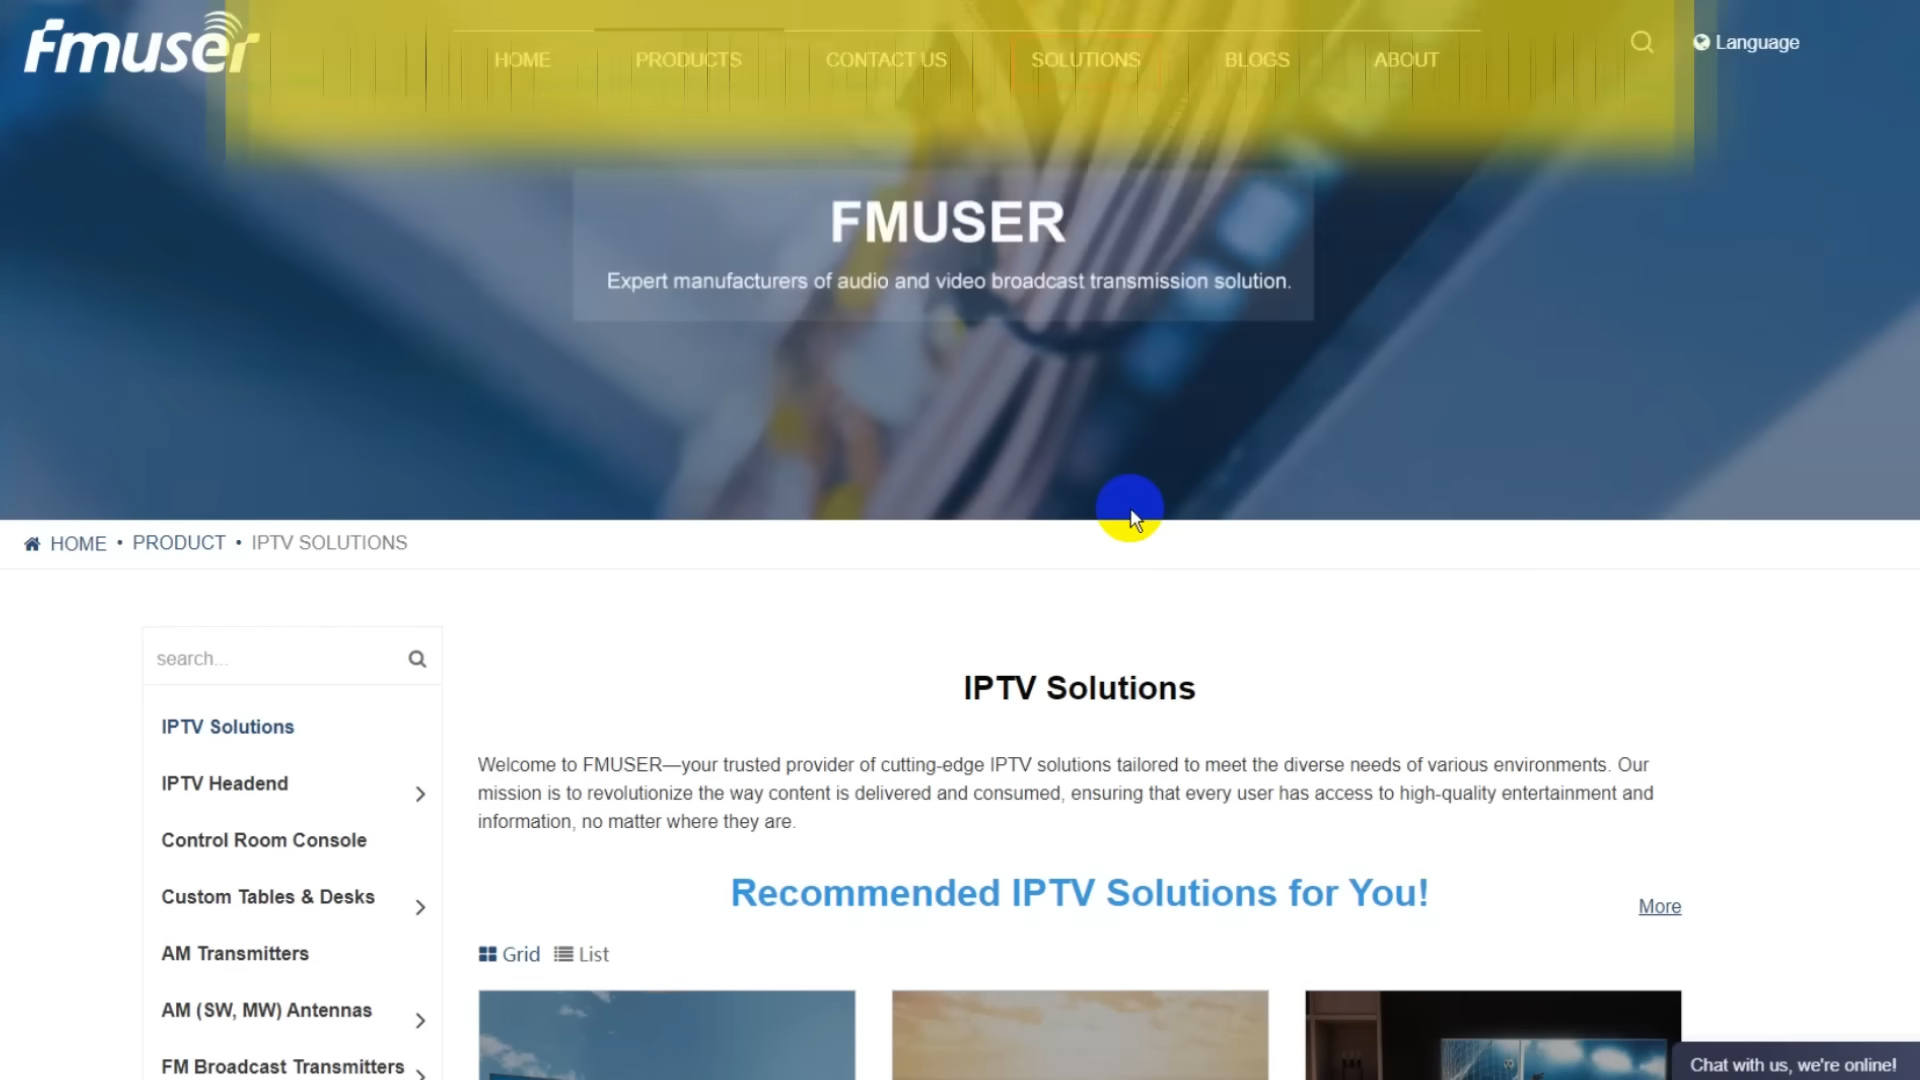 Fmuser
HOME PRODUCTS CONTACT US SOLUTIONS BLOGS ABOUT
Language
FMUSER
Expert manufacturers of audio and video broadcast transmission solution.
HOME • PRODUCT • IPTV SOLUTIONS
search...
IPTV Solutions
IPTV Headend
Control Room Console
Custom Tables & Desks
AM Transmitters
AM (SW, MW) Antennas
FM Broadcast Transmitters
IPTV Solutions
Welcome to FMUSER—your trusted provider of cutting-edge IPTV solutions tailored to meet the diverse needs of various environments. Our
mission is to revolutionize the way content is delivered and consumed, ensuring that every user has access to high-quality entertainment and
information, no matter where they are.
Recommended IPTV Solutions for You!
More
Grid List
Chat with us, we're online!